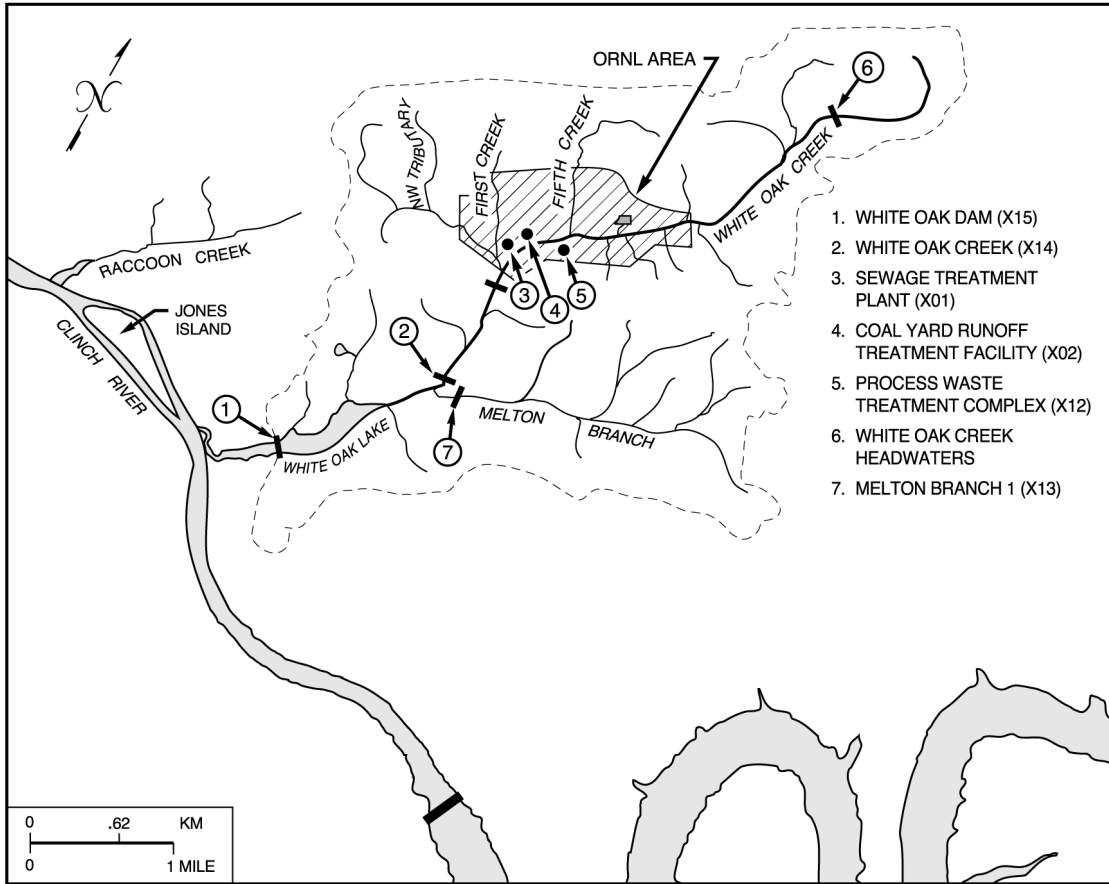 ORNL AREA
6
N
NW TRIBUTARY
FIRST CREEK
FIFTH CREEK
WHITE OAK CREEK
RACCOON CREEK
JONES
ISLAND
CLINCH RIVER
3
4
5
2
1
WHITE OAK LAKE
7
MELTON
BRANCH
1. WHITE OAK DAM (X15)
2. WHITE OAK CREEK (X14)
3. SEWAGE TREATMENT
PLANT (X01)
4. COAL YARD RUNOFF
TREATMENT FACILITY (X02)
5. PROCESS WASTE
TREATMENT COMPLEX (X12)
6. WHITE OAK CREEK
HEADWATERS
7. MELTON BRANCH 1 (X13)
0 .62 KM
0 1 MILE